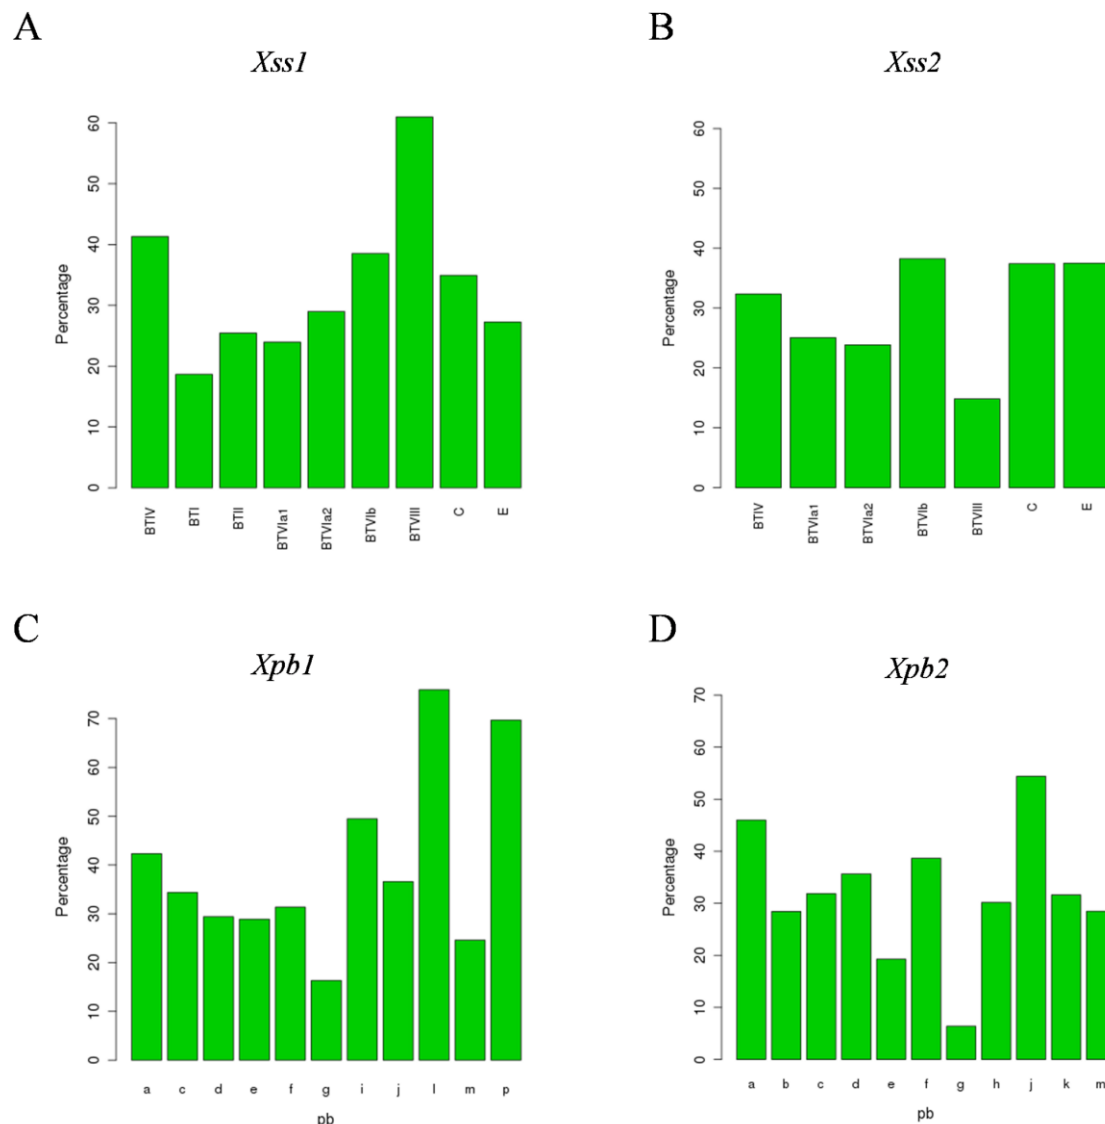 A
Xss1
Percentage
0
10
20
30
40
50
60
BTIV
BTI
BTII
BTVIa1
BTVIa2
BTVIb
BTVIII
C
E
B
Xss2
Percentage
0
10
20
30
40
50
60
BTIV
BTVIa1
BTVIa2
BTVIb
BTVIII
C
E
C
Xpb1
Percentage
0
10
20
30
40
50
60
70
a c d e f g i j l m p
pb
D
Xpb2
Percentage
0
10
20
30
40
50
60
70
a b c d e f g h j k m
pb